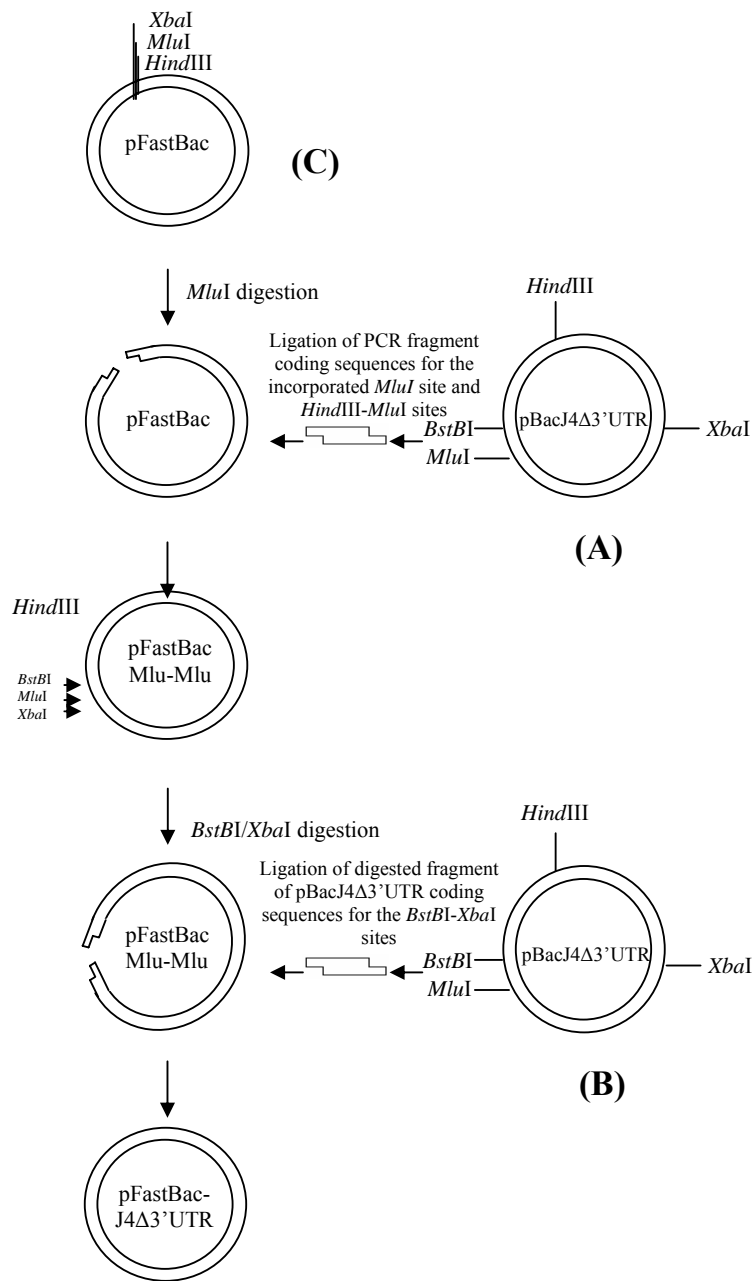 XbaI
MluI
HindIII
pFastBac
(C)
MluI digestion
HindIII
Ligation of PCR fragment
coding sequences for the
incorporated MluI site and
HindIII-MluI sites
pFastBac
BstBI
MluI
pBacJ4Δ3’UTR
XbaI
(A)
HindIII
pFastBac
Mlu-Mlu
BstBI
MluI
XbaI
BstBI/XbaI digestion
HindIII
Ligation of digested fragment
of pBacJ4Δ3’UTR coding
sequences for the BstBI-XbaI
sites
pFastBac
Mlu-Mlu
BstBI
MluI
pBacJ4Δ3’UTR
XbaI
(B)
pFastBac-
J4Δ3’UTR